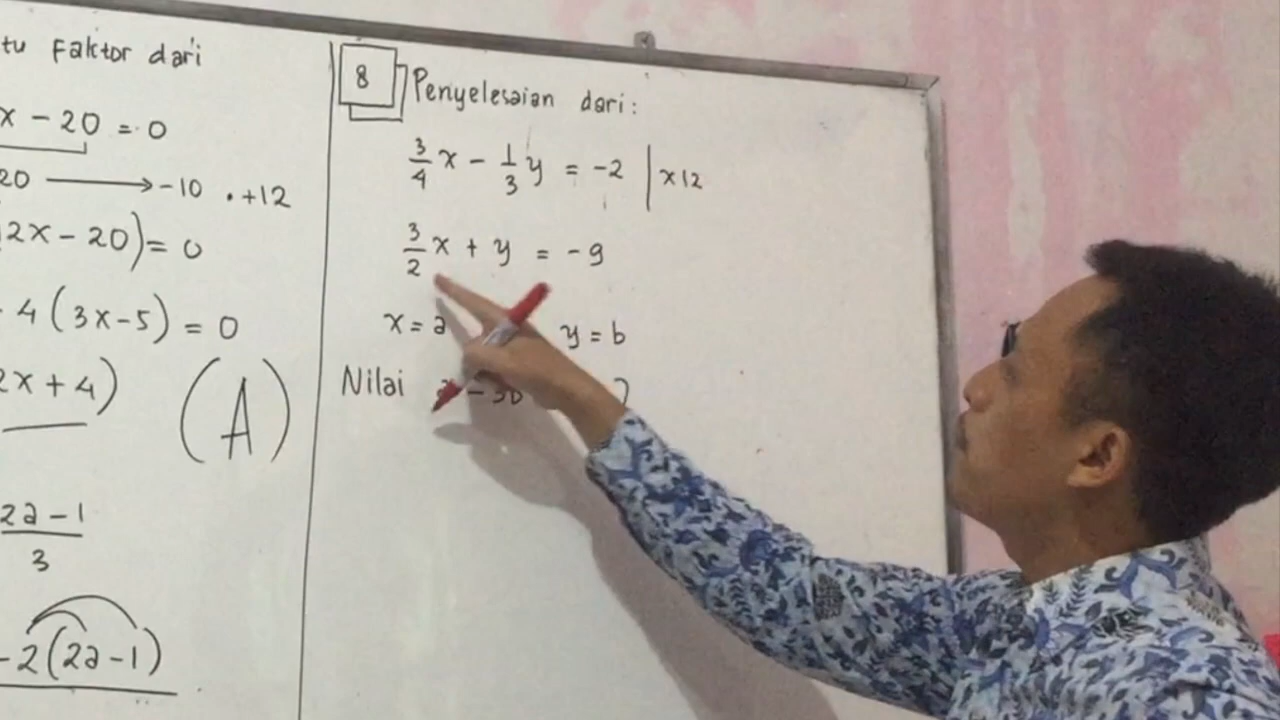 tu Faktor dari
x - 20 = 0
20 → -10 . +12
(2x - 20) = 0
4 (3x-5) = 0
2x + 4)
(A)
2a - 1
3
-2(2a-1)
8
Penyelesaian dari:
3/4 x - 1/3 y = -2 | x12
3/2 x + y = -9
x = a y = b
Nilai